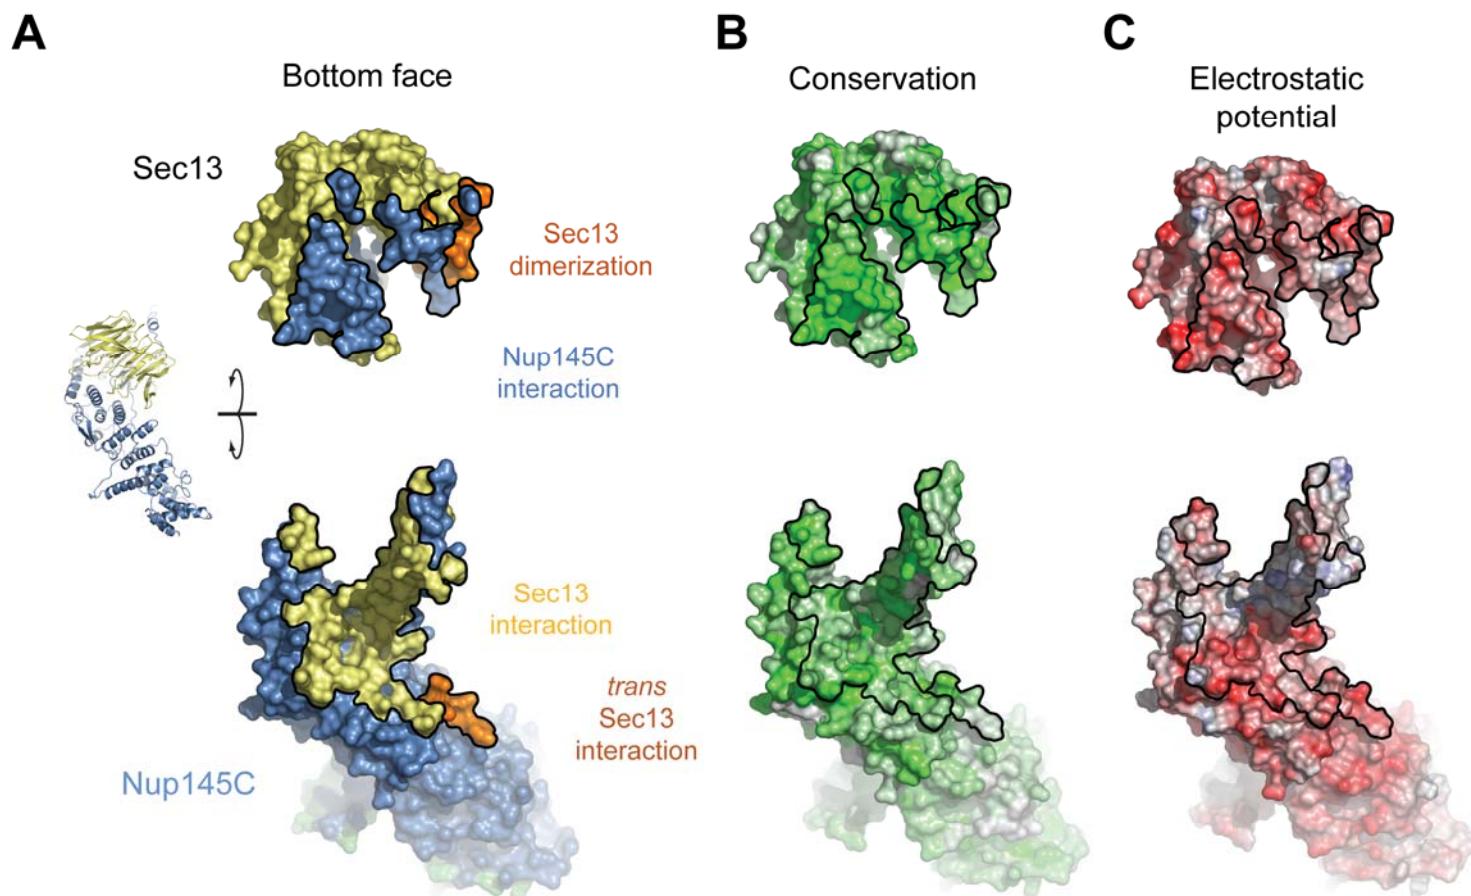 A
B
C
Bottom face
Conservation
Electrostatic
potential
Sec13
Sec13
dimerization
Nup145C
interaction
Sec13
interaction
trans
Sec13
interaction
Nup145C